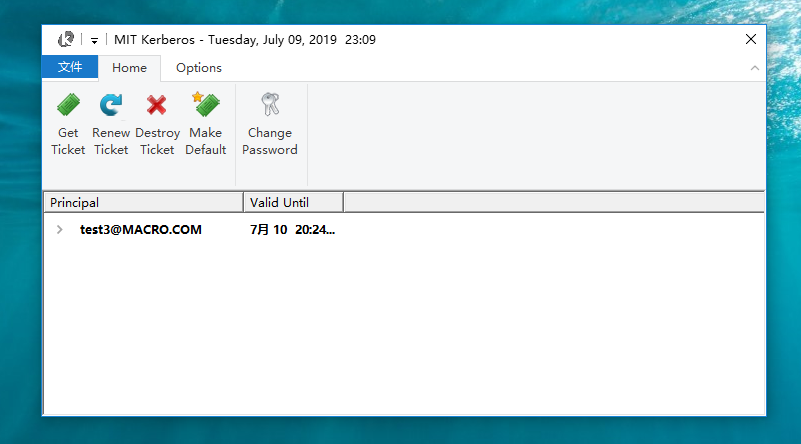 MIT Kerberos - Tuesday, July 09, 2019 23:09
文件 Home Options
Get Ticket
Renew Ticket
Destroy Ticket
Make Default
Change Password
Principal Valid Until
test3@MACRO.COM 7月 10 20:24...